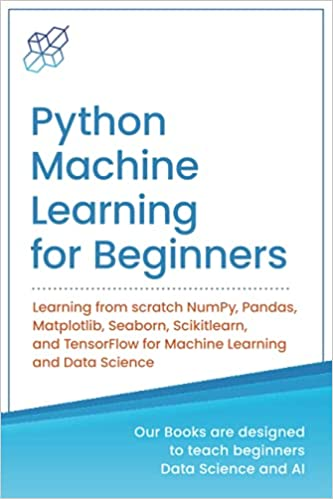 Python
Machine
Learning
for Beginners
Learning from scratch NumPy, Pandas,
Matplotlib, Seaborn, Scikitlearn,
and TensorFlow for Machine Learning
and Data Science
Our Books are designed
to teach beginners
Data Science and AI